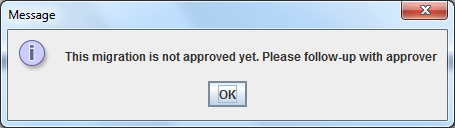 Message
This migration is not approved yet. Please follow-up with approver
OK